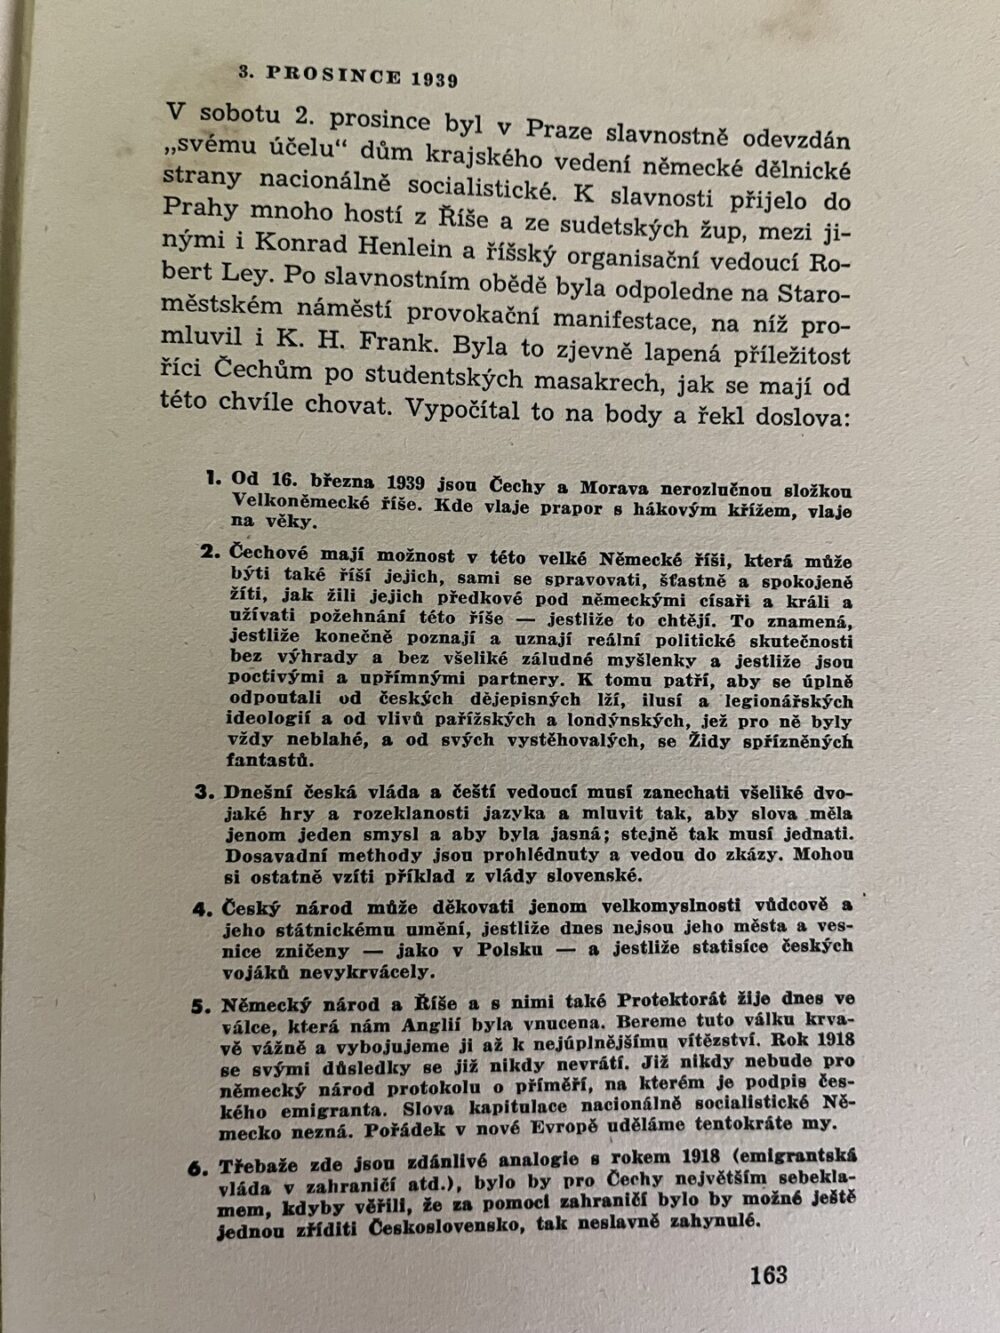 3. PROSINCE 1939
V sobotu 2. prosince byl v Praze slavnostně odevzdán
„svému účelu“ dům krajského vedení německé dělnické
strany nacionálně socialistické. K slavnosti přijelo do
Prahy mnoho hostí z Říše a ze sudetských žup, mezi ji-
nými i Konrad Henlein a říšský organisační vedoucí Ro-
bert Ley. Po slavnostním obědě byla odpoledne na Staro-
městském náměstí provokační manifestace, na níž pro-
mluvil i K. H. Frank. Byla to zjevně lapená příležitost
říci Čechům po studentských masakrech, jak se mají od
této chvíle chovat. Vypočítal to na body a řekl doslova:
1. Od 16. března 1939 jsou Čechy a Morava nerozlučnou složkou
Velkoněmecké říše. Kde vlaje prapor s hákovým křížem, vlaje
na věky.
2. Čechové mají možnost v této velké Německé říši, která může
býti také říší jejich, sami se spravovati, šťastně a spokojeně
žíti, jak žili jejich předkové pod německými císaři a králi a
užívati požehnání této říše — jestliže to chtějí. To znamená,
jestliže konečně poznají a uznají reální politické skutečnosti
bez výhrady a bez všeliké záludné myšlenky a jestliže jsou
poctivými a upřímnými partnery. K tomu patří, aby se úplně
odpoutali od českých dějepisných lží, ilusí a legionářských
ideologií a od vlivů pařížských a londýnských, jež pro ně byly
vždy neblahé, a od svých vystěhovalých, se Židy spřízněných
fantastů.
3. Dnešní česká vláda a čeští vedoucí musí zanechati všeliké dvo-
jaké hry a rozeklanosti jazyka a mluvit tak, aby slova měla
jenom jeden smysl a aby byla jasná; stejně tak musí jednati.
Dosavadní methody jsou prohlédnuty a vedou do zkázy. Mohou
si ostatně vzíti příklad z vlády slovenské.
4. Český národ může děkovati jenom velkomyslnosti vůdcově a
jeho státnickému umění, jestliže dnes nejsou jeho města a ves-
nice zničeny — jako v Polsku — a jestliže statisíce českých
vojáků nevykrvácely.
5. Německý národ a Říše a s nimi také Protektorát žije dnes ve
válce, která nám Anglií byla vnucena. Bereme tuto válku krva-
vě vážně a vybojujeme ji až k nejúplnějšímu vítězství. Rok 1918
se svými důsledky se již nikdy nevrátí. Již nikdy nebude pro
německý národ protokolu o příměří, na kterém je podpis čes-
kého emigranta. Slova kapitulace nacionálně socialistické Ně-
mecko nezná. Pořádek v nové Evropě uděláme tentokráte my.
6. Třebaže zde jsou zdánlivé analogie s rokem 1918 (emigrantská
vláda v zahraničí atd.), bylo by pro Čechy největším sebekla-
mem, kdyby věřili, že za pomoci zahraničí bylo by možné ještě
jednou zříditi Československo, tak neslavně zahynulé.
163